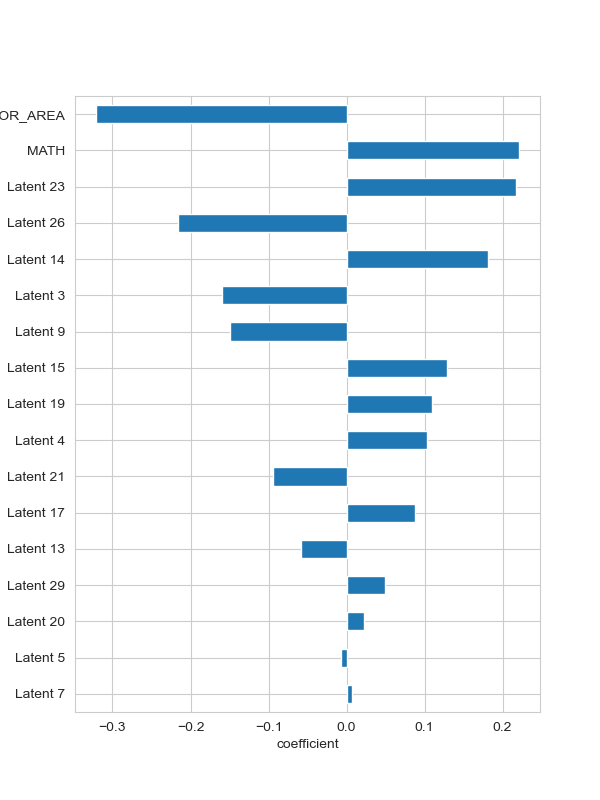 OR_AREA
MATH
Latent 23
Latent 26
Latent 14
Latent 3
Latent 9
Latent 15
Latent 19
Latent 4
Latent 21
Latent 17
Latent 13
Latent 29
Latent 20
Latent 5
Latent 7
−0.3 −0.2 −0.1 0.0 0.1 0.2
coefficient